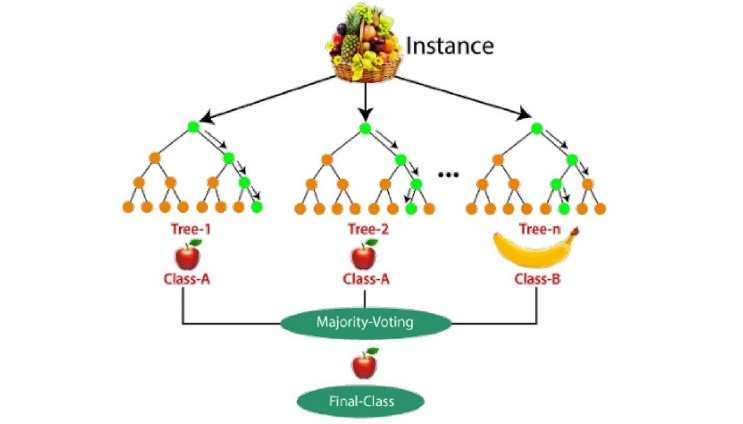 Instance
Tree-1
Tree-2
Tree-n
Class-A
Class-A
Class-B
Majority-Voting
Final-Class